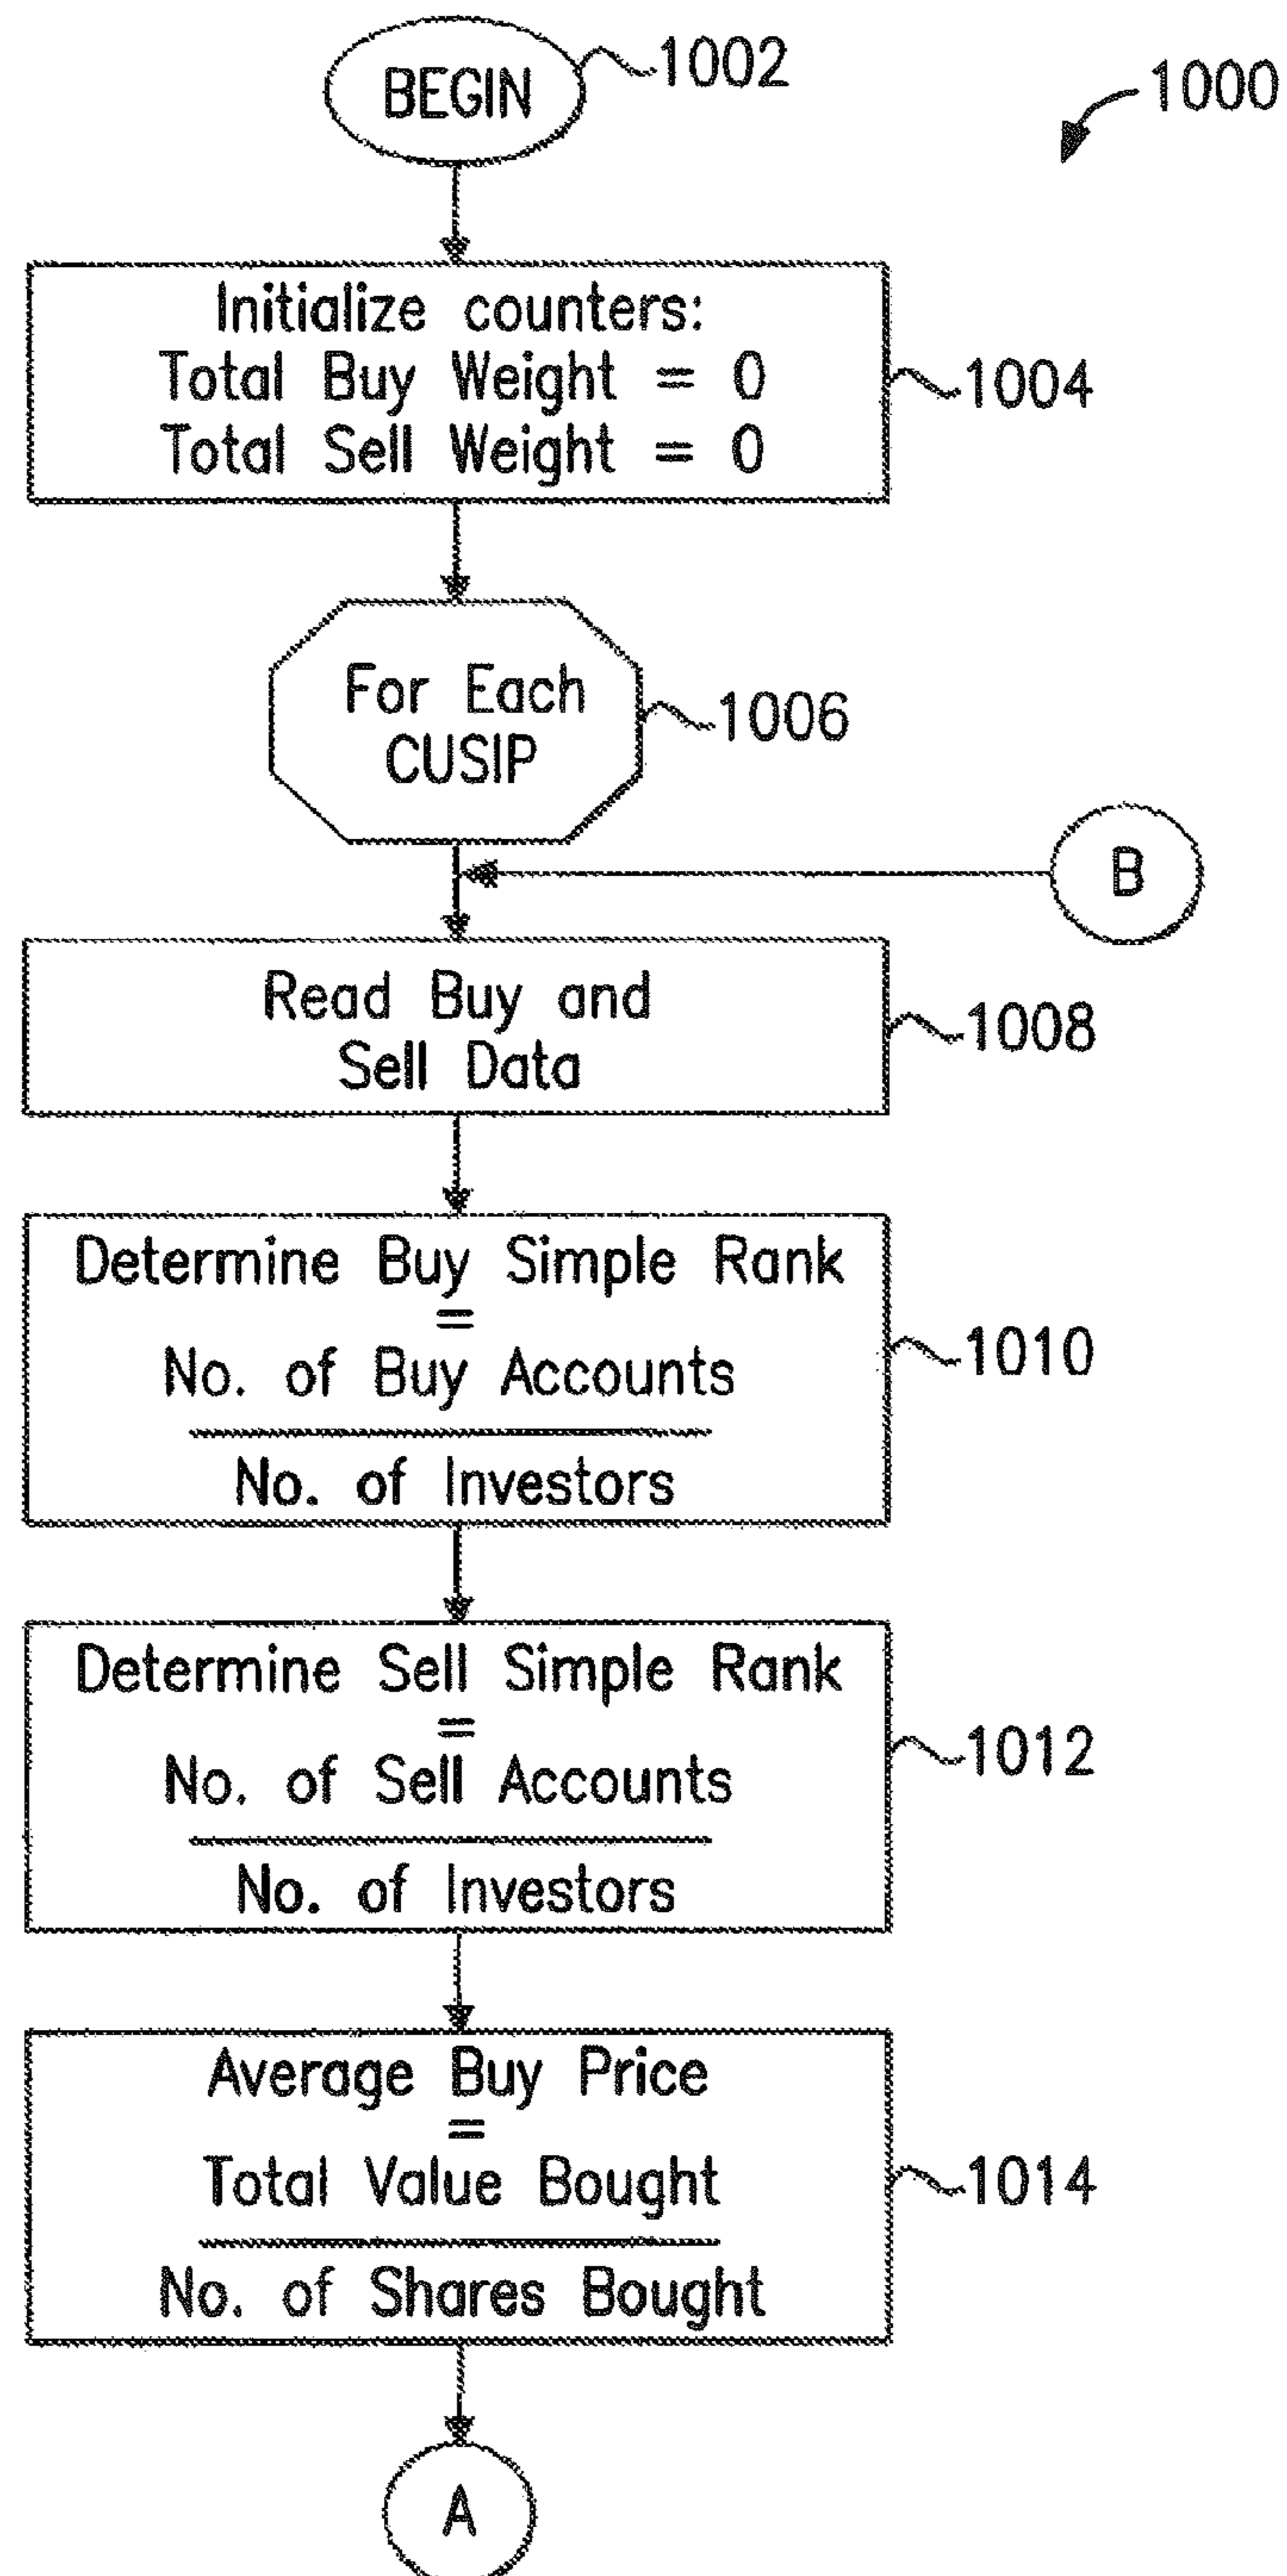 BEGIN
1002
1000
Initialize counters:
Total Buy Weight = 0
Total Sell Weight = 0
1004
For Each
CUSIP
1006
B
Read Buy and
Sell Data
1008
Determine Buy Simple Rank
=
No. of Buy Accounts
No. of Investors
1010
Determine Sell Simple Rank
=
No. of Sell Accounts
No. of Investors
1012
Average Buy Price
=
Total Value Bought
No. of Shares Bought
1014
A